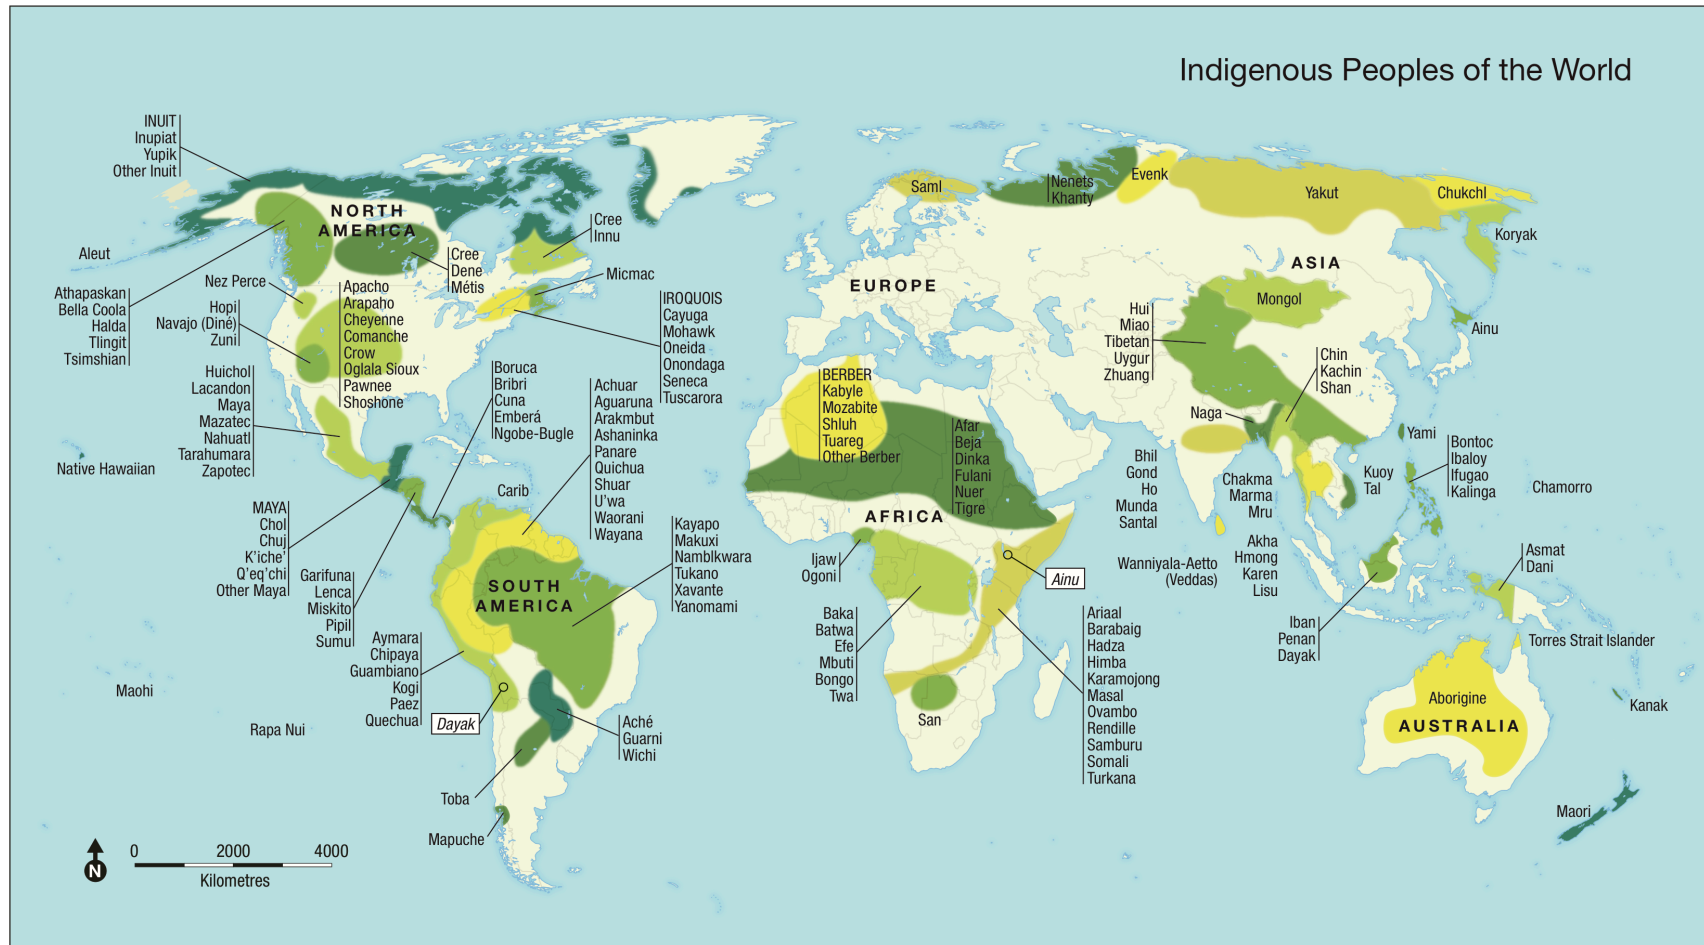 Indigenous Peoples of the World
INUIT
Inupiat
Yupik
Other Inuit
NORTH
AMERICA
Aleut
Athapaskan
Bella Coola
Halda
Tlingit
Tsimshian
Nez Perce
Hopi
Navajo (Diné)
Zuni
Cree
Dene
Métis
Cree
Innu
Micmac
IROQUOIS
Cayuga
Mohawk
Oneida
Onondaga
Seneca
Tuscarora
Apacho
Arapaho
Cheyenne
Comanche
Crow
Oglala Sioux
Pawnee
Shoshone
Huichol
Lacandon
Maya
Mazatec
Nahuatl
Tarahumara
Zapotec
Native Hawaiian
Boruca
Bribri
Cuna
Emberá
Ngobe-Bugle
Carib
Achuar
Aguaruna
Arakmbut
Ashaninka
Panare
Quichua
Shuar
U'wa
Waorani
Wayana
MAYA
Chol
Chuj
K'iche'
Q'eq'chi
Other Maya
Garifuna
Lenca
Miskito
Pipil
Sumu
SOUTH
AMERICA
Kayapo
Makuxi
Namblkwara
Tukano
Xavante
Yanomami
Aymara
Chipaya
Guambiano
Kogi
Paez
Quechua
Dayak
Aché
Guarni
Wichi
Toba
Mapuche
Maohi
Rapa Nui
N
0
2000
4000
Kilometres
EUROPE
Saml
Nenets
Khanty
Evenk
Yakut
Chukchl
Koryak
ASIA
Mongol
Ainu
Hui
Miao
Tibetan
Uygur
Zhuang
Chin
Kachin
Shan
Naga
Yami
Bontoc
Ibaloy
Ifugao
Kalinga
Chamorro
Kuoy
Tal
Bhil
Gond
Ho
Munda
Santal
Chakma
Marma
Mru
Akha
Hmong
Karen
Lisu
Wanniyala-Aetto
(Veddas)
Iban
Penan
Dayak
Asmat
Dani
Torres Strait Islander
BERBER
Kabyle
Mozabite
Shluh
Tuareg
Other Berber
Afar
Beja
Dinka
Fulani
Nuer
Tigre
AFRICA
Ijaw
Ogoni
Ainu
Baka
Batwa
Efe
Mbuti
Bongo
Twa
Ariaal
Barabaig
Hadza
Himba
Karamojong
Masal
Ovambo
Rendille
Samburu
Somali
Turkana
San
Aborigine
AUSTRALIA
Kanak
Maori